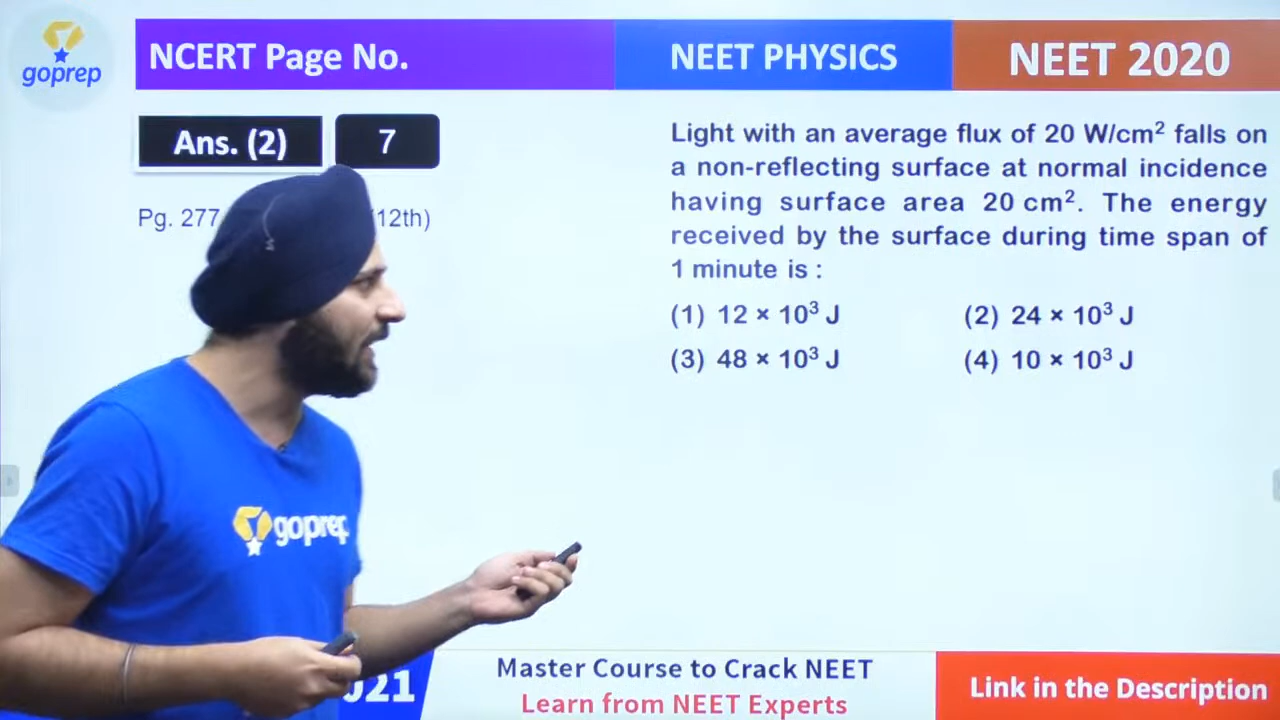 goprep
NCERT Page No.
NEET PHYSICS
NEET 2020
Ans. (2)
7
Pg. 277
(12th)
Light with an average flux of 20 W/cm² falls on
a non-reflecting surface at normal incidence
having surface area 20 cm². The energy
received by the surface during time span of
1 minute is :
(1) 12 × 10³ J (2) 24 × 10³ J
(3) 48 × 10³ J (4) 10 × 10³ J
goprep
021
Master Course to Crack NEET
Learn from NEET Experts
Link in the Description